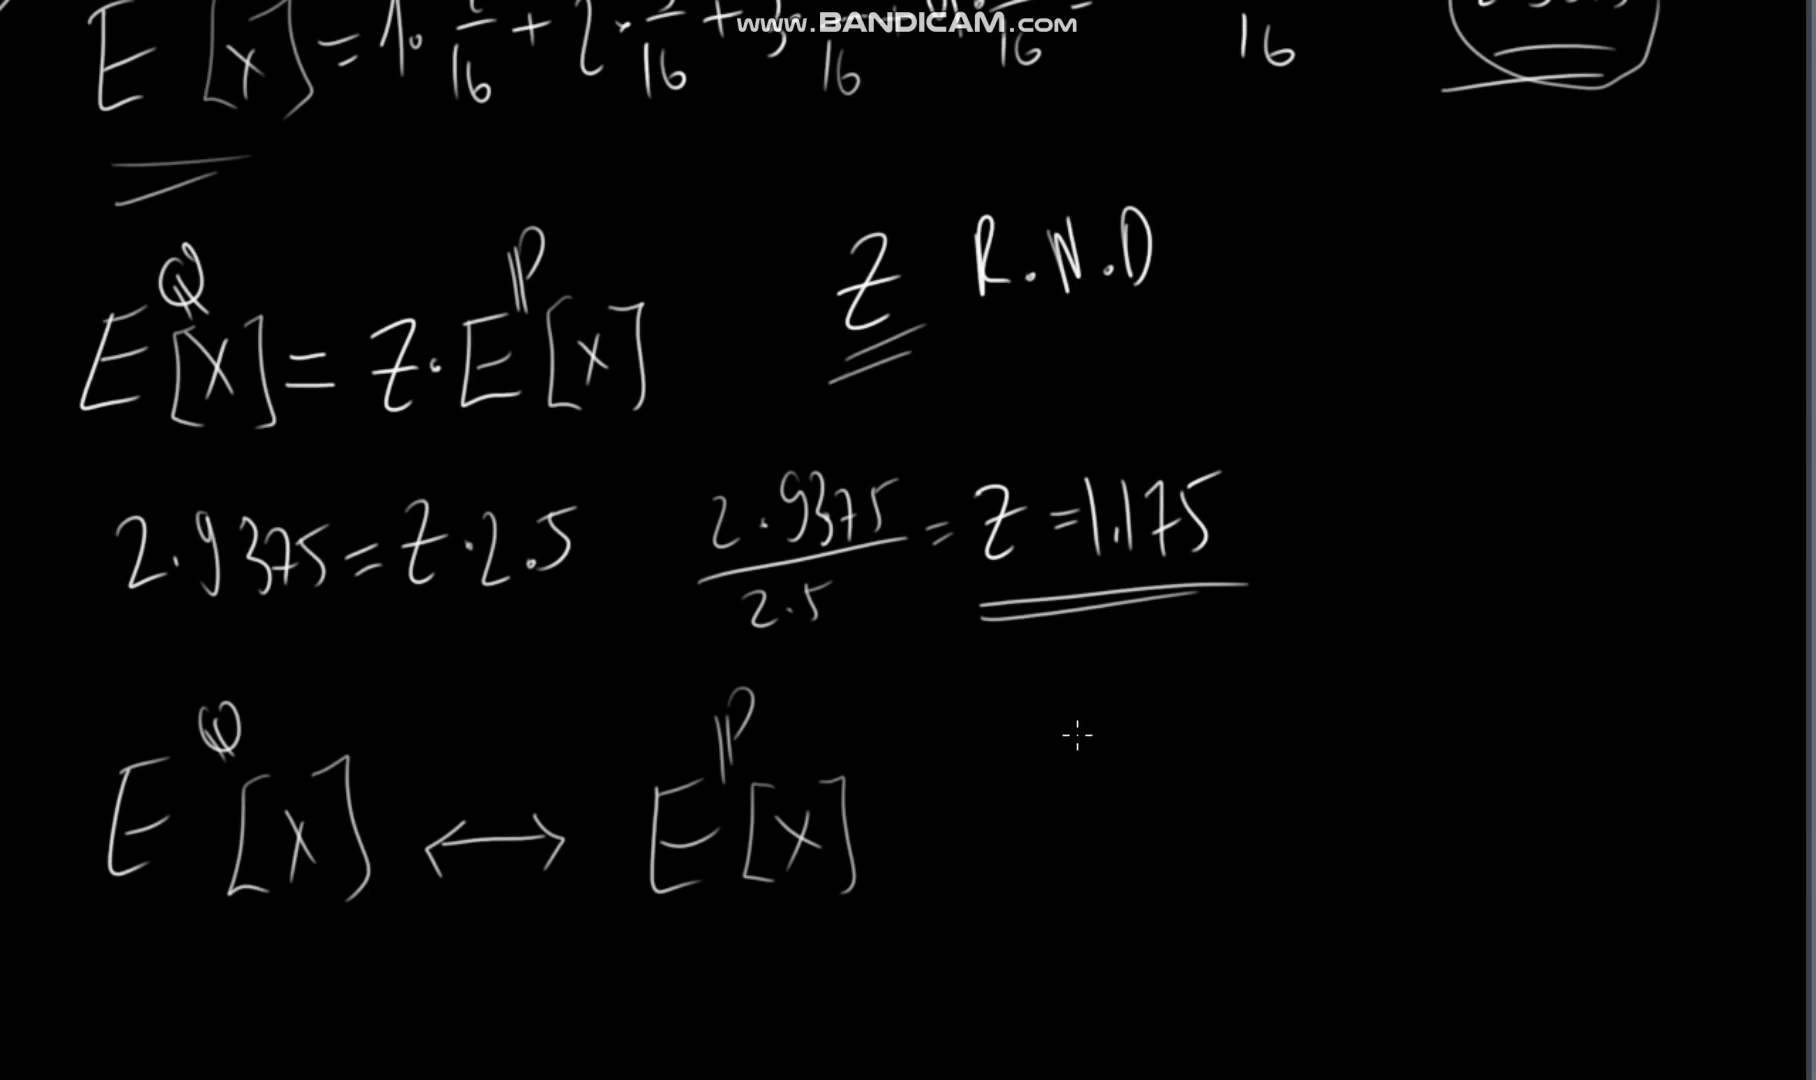 www.BANDICAM.com
E [x] = 1. /16 + 2. /16 + 3 /16 + /16 = 16
E^Q[x] = Z. E^P[x] Z R.N.D
2.9375 = Z.2.5 2.9375/2.5 = Z = 1.175
E^Q [x] ↔ E^P[x]